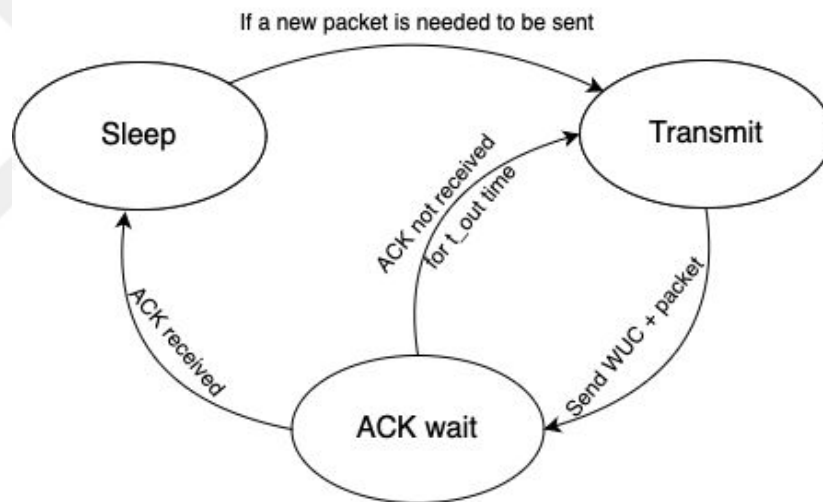 If a new packet is needed to be sent
Sleep
Transmit
ACK not received
for t_out time
ACK received
Send WUC + packet
ACK wait